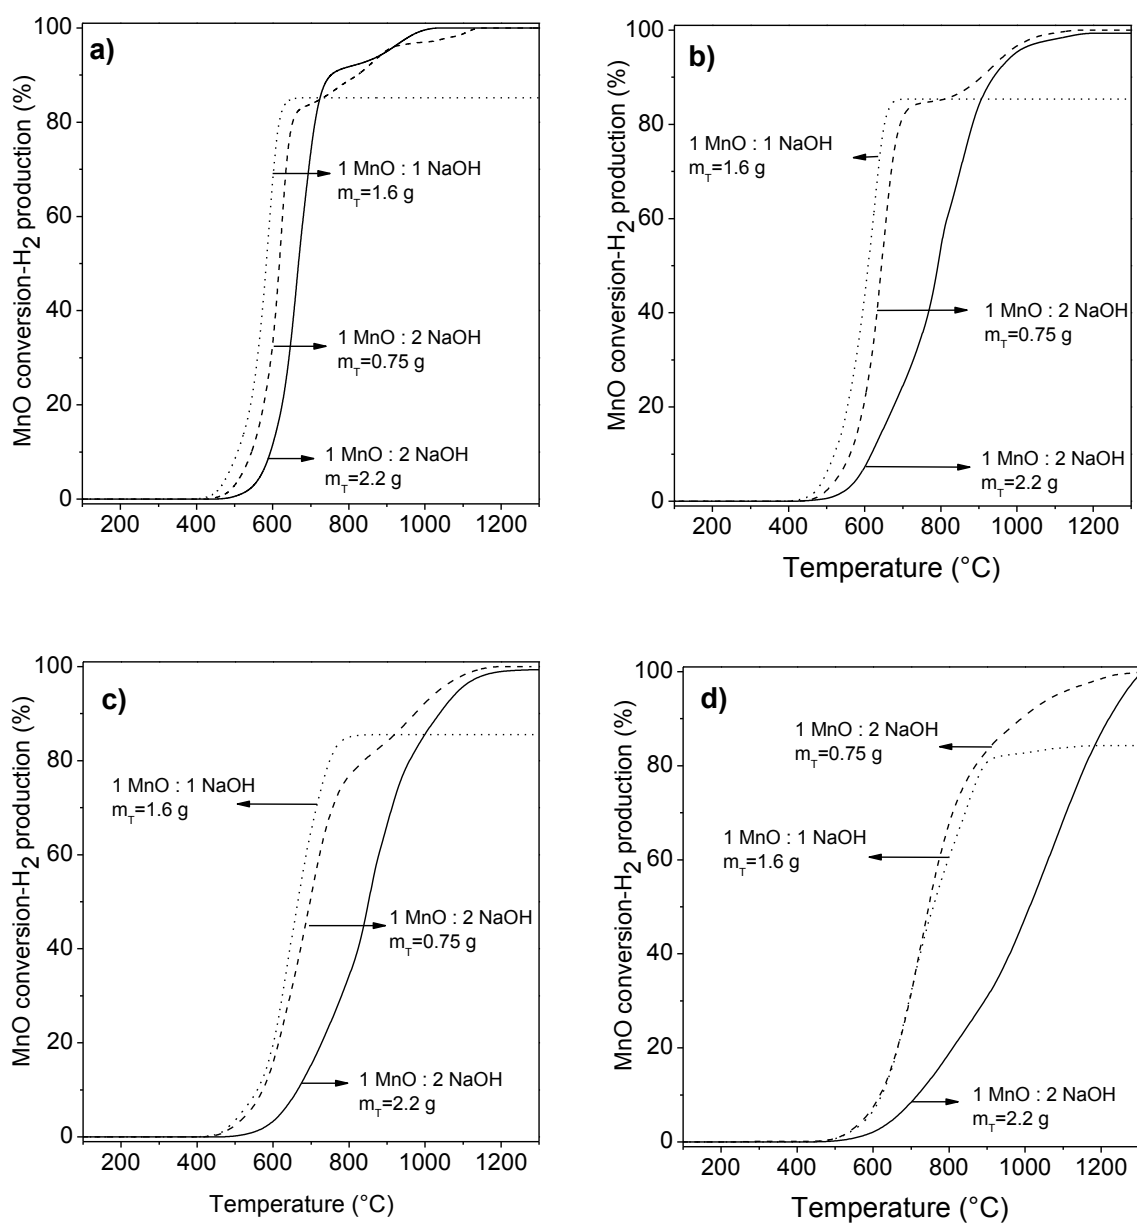 a)
MnO conversion-H2 production (%)
100
80
60
40
20
0
1 MnO : 1 NaOH
mT=1.6 g
1 MnO : 2 NaOH
mT=0.75 g
1 MnO : 2 NaOH
mT=2.2 g
200 400 600 800 1000 1200
b)
MnO conversion-H2 production (%)
100
80
60
40
20
0
1 MnO : 1 NaOH
mT=1.6 g
1 MnO : 2 NaOH
mT=0.75 g
1 MnO : 2 NaOH
mT=2.2 g
200 400 600 800 1000 1200
Temperature (°C)
c)
MnO conversion-H2 production (%)
100
80
60
40
20
0
1 MnO : 1 NaOH
mT=1.6 g
1 MnO : 2 NaOH
mT=0.75 g
1 MnO : 2 NaOH
mT=2.2 g
200 400 600 800 1000 1200
Temperature (°C)
d)
MnO conversion-H2 production (%)
100
80
60
40
20
0
1 MnO : 2 NaOH
mT=0.75 g
1 MnO : 1 NaOH
mT=1.6 g
1 MnO : 2 NaOH
mT=2.2 g
200 400 600 800 1000 1200
Temperature (°C)